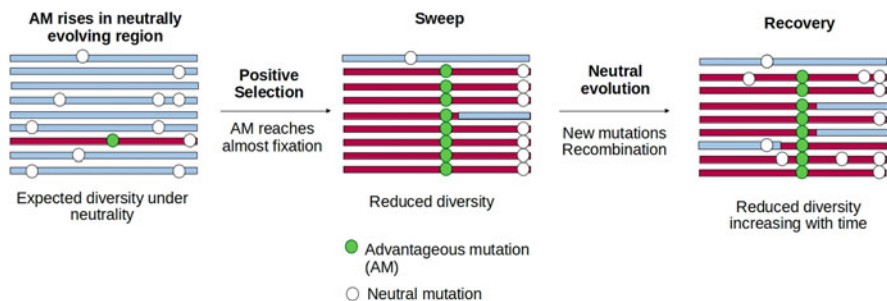 AM rises in neutrally
evolving region
Expected diversity under
neutrality
Positive
Selection
AM reaches
almost fixation
Sweep
Reduced diversity
Advantageous mutation
(AM)
Neutral mutation
Neutral
evolution
New mutations
Recombination
Recovery
Reduced diversity
increasing with time